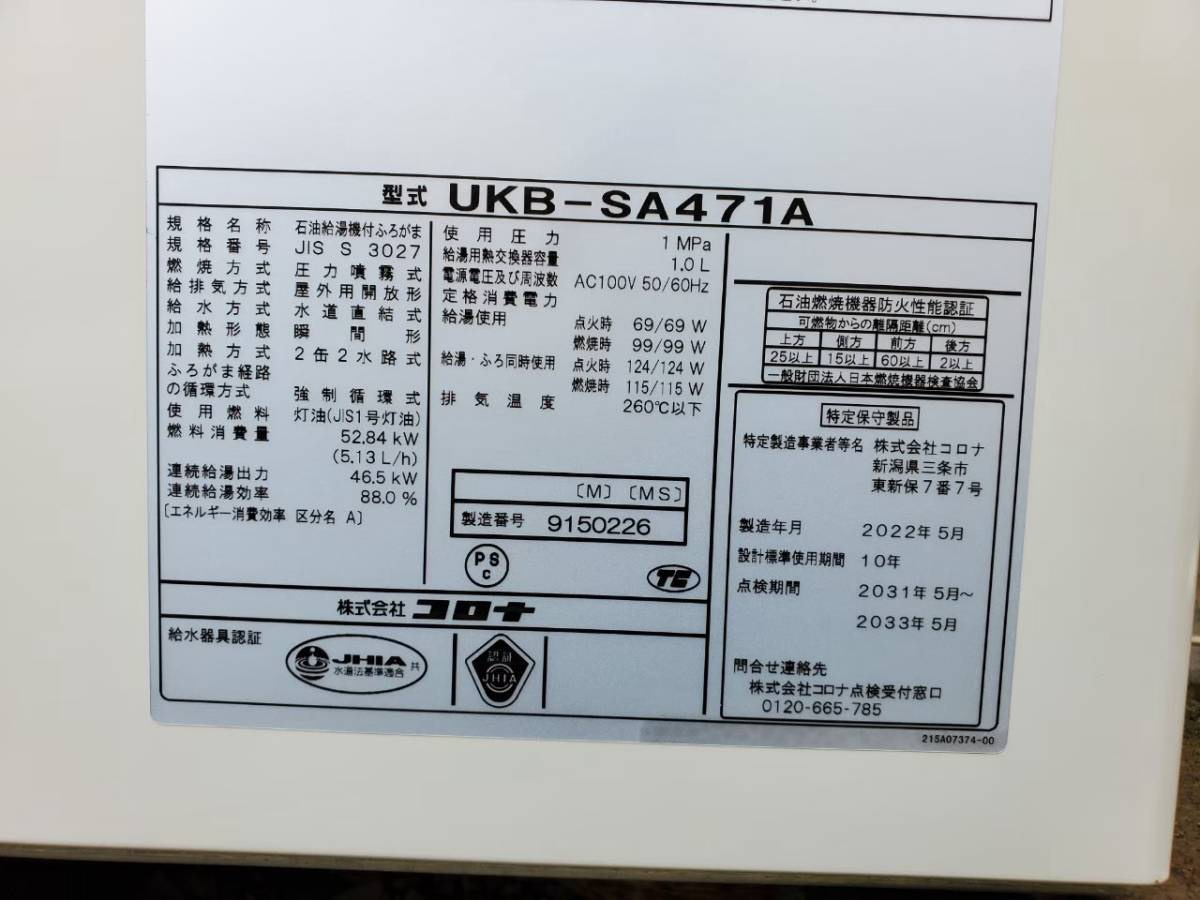 型式 UKB-SA471A
規格名称 石油給湯機付ふろがま
規格番号 JIS S 3027
燃焼方式 圧力噴霧式
給排気方式 屋外用開放形
給水方式 水道直結式
加熱形態 瞬間形
加熱方式 2缶2水路式
ふろがま経路
の循環方式 強制循環式
使用燃料 灯油(JIS1号灯油)
燃料消費量 52.84 kW
(5.13 L/h)
連続給湯出力 46.5 kW
連続給湯効率 88.0 %
[エネルギー消費効率 区分名 A]
使用圧力 1 MPa
給湯用熱交換器容量 1.0 L
電源電圧及び周波数 AC100V 50/60Hz
定格消費電力
給湯使用 点火時 69/69 W
燃焼時 99/99 W
給湯・ふろ同時使用 点火時 124/124 W
燃焼時 115/115 W
排気温度 260℃以下
〔M〕〔MS〕
製造番号 9150226
PS
C
TE
株式会社 コロナ
給水器具認証
JHIA 共
水道法基準適合
認証
JHIA
石油燃焼機器防火性能認証
可燃物からの離隔距離(cm)
上方 側方 前方 後方
25以上 15以上 60以上 2以上
一般財団法人日本燃焼機器検査協会
特定保守製品
特定製造事業者等名 株式会社コロナ
新潟県三条市
東新保7番7号
製造年月 2022年 5月
設計標準使用期間 10年
点検期間 2031年 5月〜
2033年 5月
問合せ連絡先
株式会社コロナ点検受付窓口
0120-665-785
215A07374-00